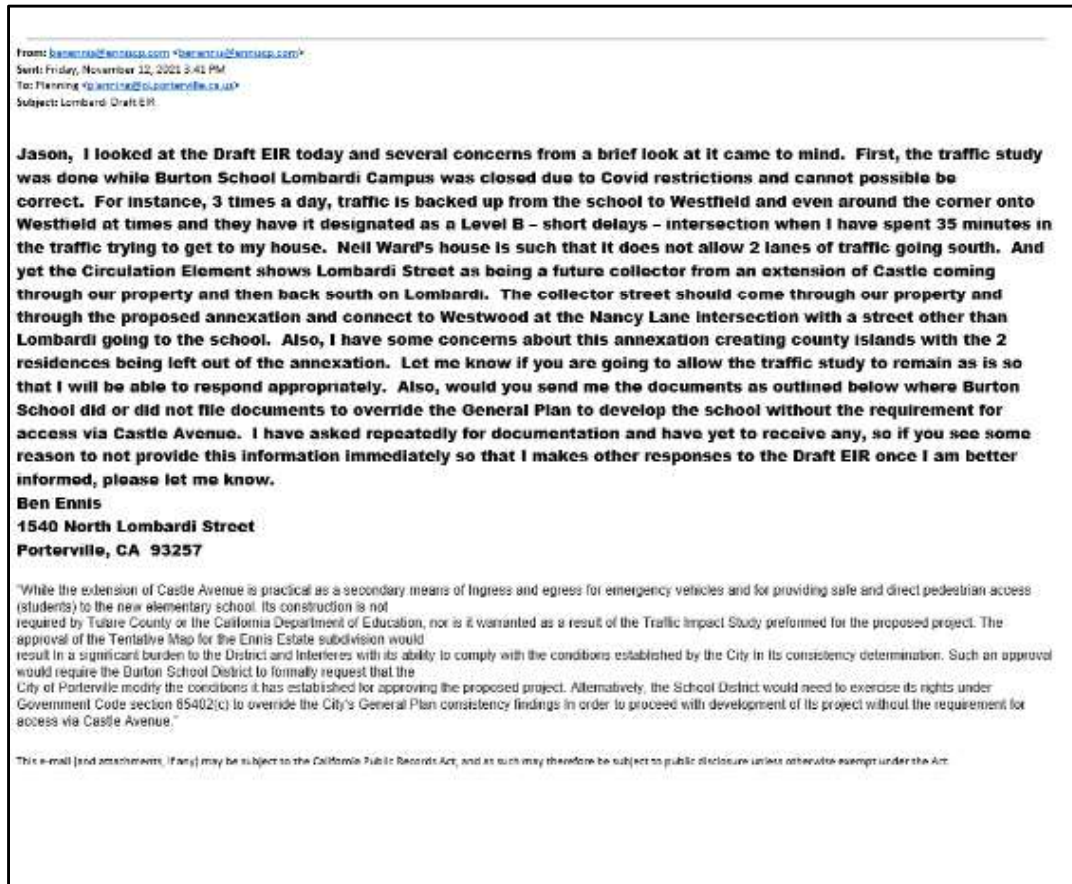 From: benennis@enniscp.com <benennis@enniscp.com>
Sent: Friday, November 12, 2021 3:41 PM
To: Planning <planning@ci.porterville.ca.us>
Subject: Lombardi Draft EIR
Jason, I looked at the Draft EIR today and several concerns from a brief look at it came to mind. First, the traffic study
was done while Burton School Lombardi Campus was closed due to Covid restrictions and cannot possible be
correct. For instance, 3 times a day, traffic is backed up from the school to Westfield and even around the corner onto
Westfield at times and they have it designated as a Level B – short delays – intersection when I have spent 35 minutes in
the traffic trying to get to my house. Neil Ward's house is such that it does not allow 2 lanes of traffic going south. And
yet the Circulation Element shows Lombardi Street as being a future collector from an extension of Castle coming
through our property and then back south on Lombardi. The collector street should come through our property and
through the proposed annexation and connect to Westwood at the Nancy Lane intersection with a street other than
Lombardi going to the school. Also, I have some concerns about this annexation creating county islands with the 2
residences being left out of the annexation. Let me know if you are going to allow the traffic study to remain as is so
that I will be able to respond appropriately. Also, would you send me the documents as outlined below where Burton
School did or did not file documents to override the General Plan to develop the school without the requirement for
access via Castle Avenue. I have asked repeatedly for documentation and have yet to receive any, so if you see some
reason to not provide this information immediately so that I makes other responses to the Draft EIR once I am better
informed, please let me know.
Ben Ennis
1540 North Lombardi Street
Porterville, CA 93257
"While the extension of Castle Avenue is practical as a secondary means of Ingress and egress for emergency vehicles and for providing safe and direct pedestrian access
(students) to the new elementary school. Its construction is not
required by Tulare County or the California Department of Education, nor is it warranted as a result of the Traffic Impact Study preformed for the proposed project. The
approval of the Tentative Map for the Ennis Estate subdivision would
result In a significant burden to the District and Interferes with its ability to comply with the conditions established by the City In Its consistency determination. Such an approval
would require the Burton School District to formally request that the
City of Porterville modify the conditions it has established for approving the proposed project. Alternatively, the School District would need to exercise its rights under
Government Code section 65402(c) to override the City's General Plan consistency findings In order to proceed with development of Its project without the requirement for
access via Castle Avenue."
This e-mail (and attachments, if any) may be subject to the California Public Records Act, and as such may therefore be subject to public disclosure unless otherwise exempt under the Act.